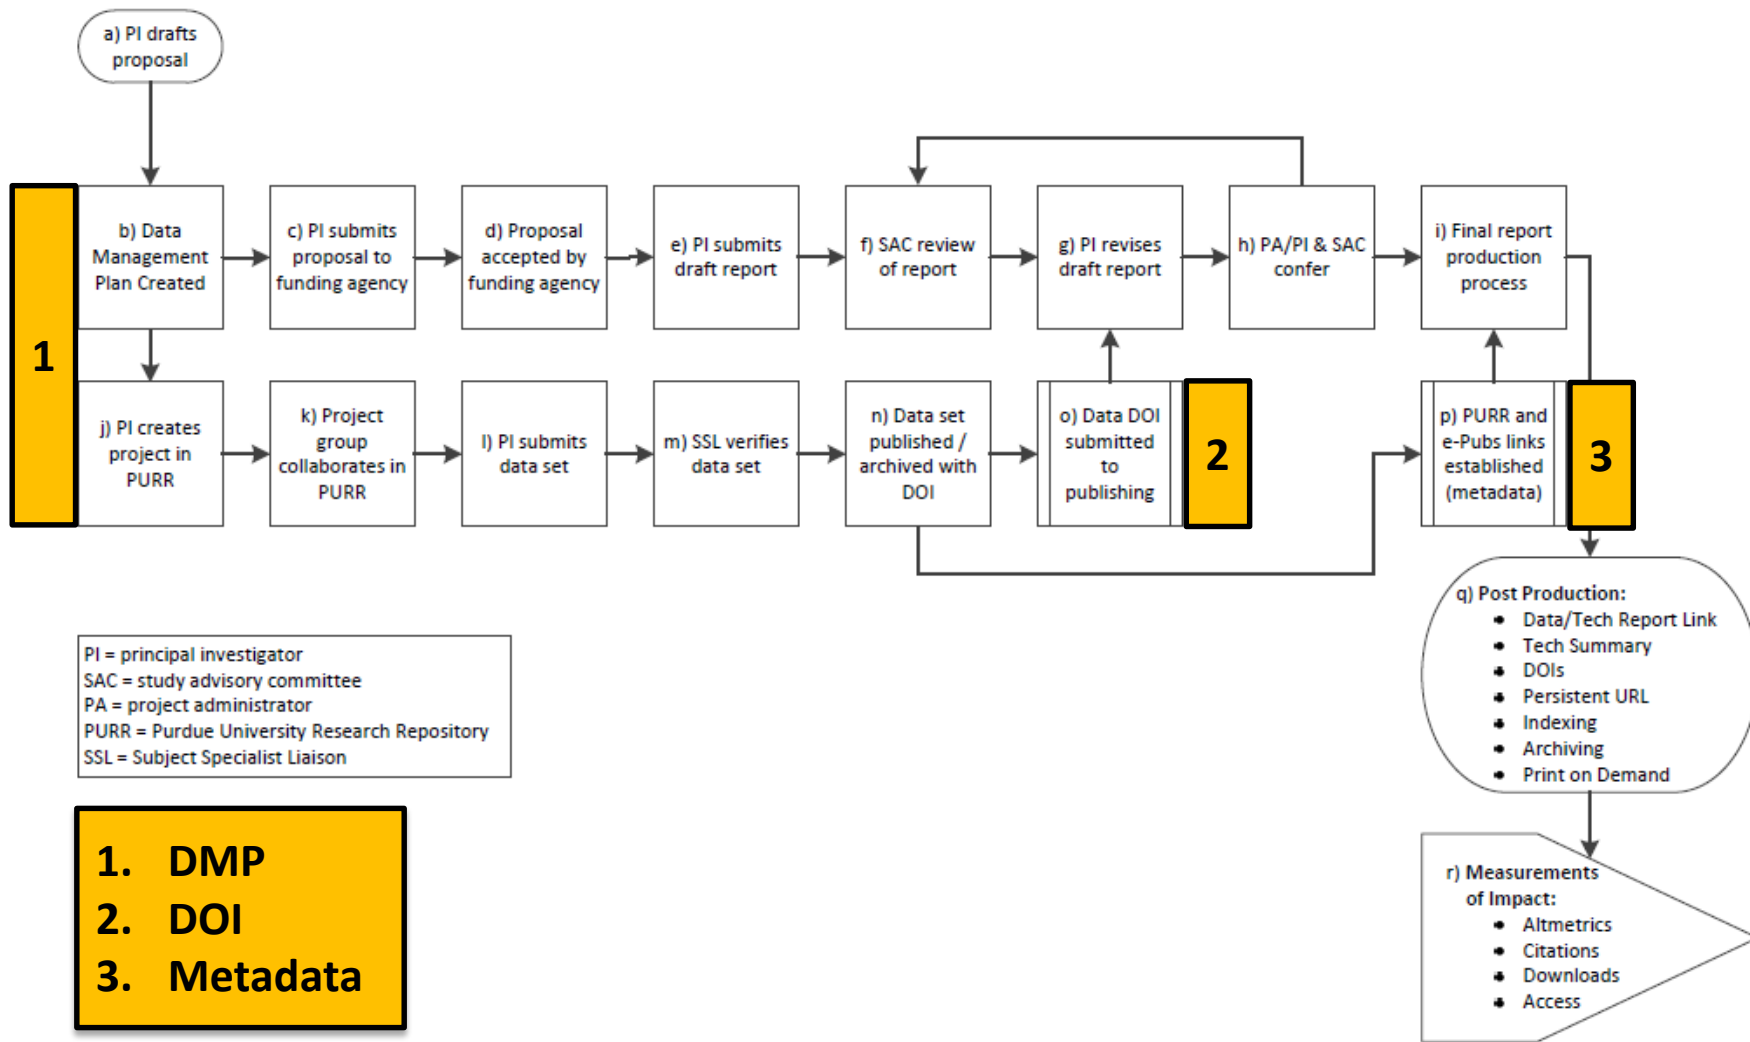 a) PI drafts
proposal
1
b) Data
Management
Plan Created
c) PI submits
proposal to
funding agency
d) Proposal
accepted by
funding agency
e) PI submits
draft report
f) SAC review
of report
g) PI revises
draft report
h) PA/PI & SAC
confer
i) Final report
production
process
j) PI creates
project in
PURR
k) Project
group
collaborates in
PURR
l) PI submits
data set
m) SSL verifies
data set
n) Data set
published /
archived with
DOI
o) Data DOI
submitted
to
publishing
2
p) PURR and
e-Pubs links
established
(metadata)
3
q) Post Production:
• Data/Tech Report Link
• Tech Summary
• DOIs
• Persistent URL
• Indexing
• Archiving
• Print on Demand
PI = principal investigator
SAC = study advisory committee
PA = project administrator
PURR = Purdue University Research Repository
SSL = Subject Specialist Liaison
1. DMP
2. DOI
3. Metadata
r) Measurements
of Impact:
• Altmetrics
• Citations
• Downloads
• Access